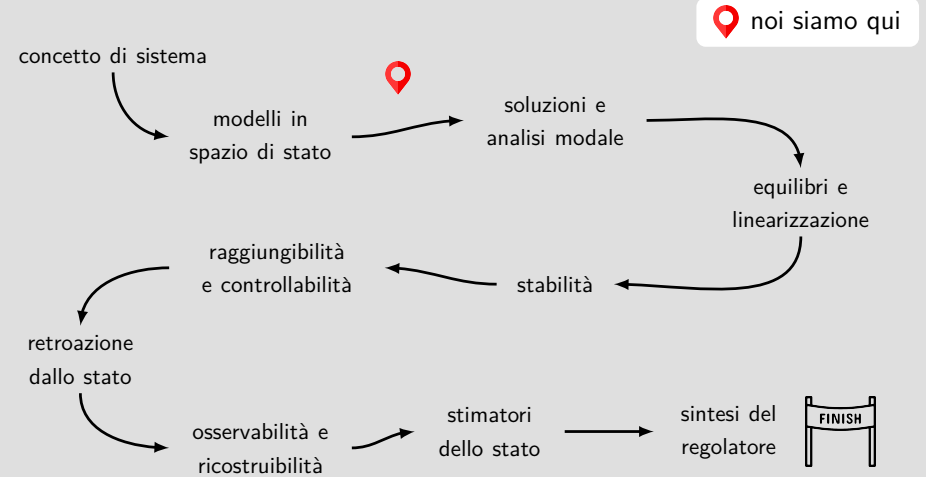 noi siamo qui
concetto di sistema
modelli in
spazio di stato
soluzioni e
analisi modale
equilibri e
linearizzazione
stabilità
raggiungibilità
e controllabilità
retroazione
dallo stato
osservabilità e
ricostruibilità
stimatori
dello stato
sintesi del
regolatore
FINISH